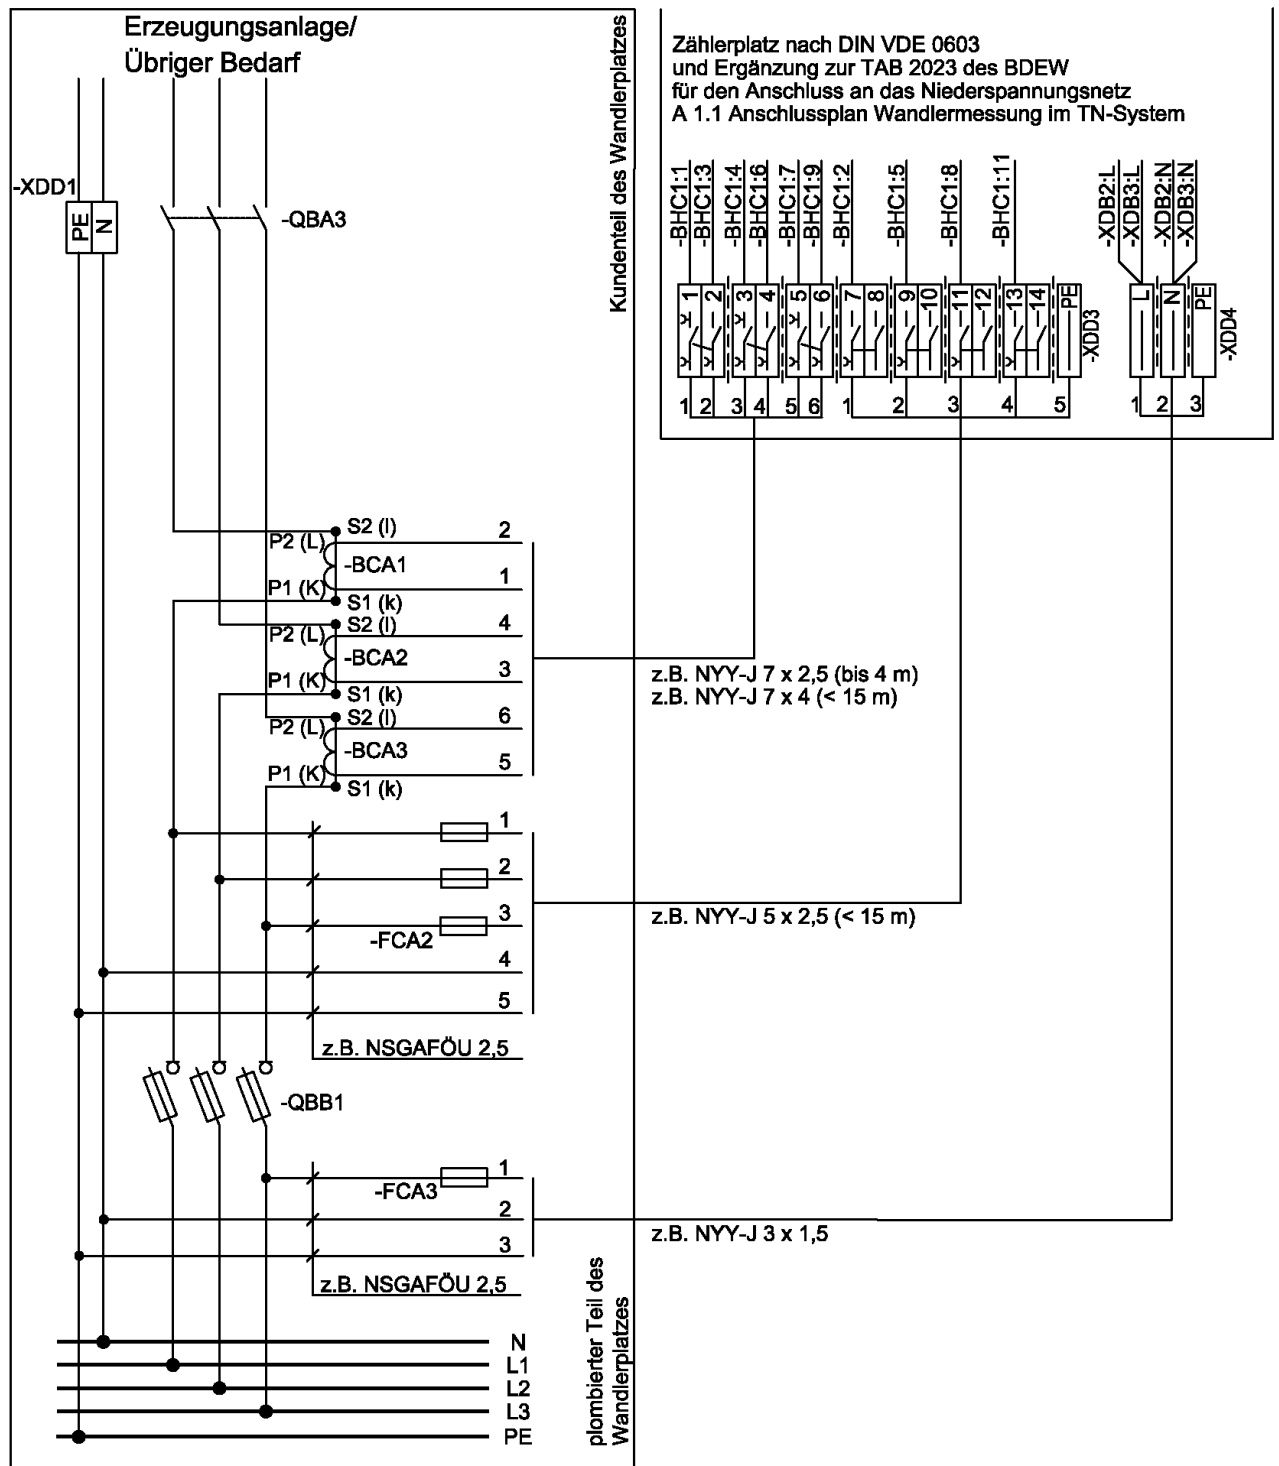 Erzeugungsanlage/
Übriger Bedarf
Kundenteil des Wandlerplatzes
Zählerplatz nach DIN VDE 0603
und Ergänzung zur TAB 2023 des BDEW
für den Anschluss an das Niederspannungsnetz
A 1.1 Anschlussplan Wandlermessung im TN-System
-XDD1
PE
N
-QBA3
-BHC1:1
-BHC1:3
-BHC1:4
-BHC1:6
-BHC1:7
-BHC1:9
-BHC1:2
-BHC1:5
-BHC1:8
-BHC1:11
-XDB2:L
-XDB3:L
-XDB2:N
-XDB3:N
1
2
3
4
5
6
7
8
9
10
11
12
13
14
PE
-XDD3
L
N
PE
-XDD4
1
2
3
4
5
6
1
2
3
4
5
1
2
3
S2 (l)
2
P2 (L)
-BCA1
P1 (K)
1
S1 (k)
S2 (l)
4
P2 (L)
-BCA2
P1 (K)
3
S1 (k)
S2 (l)
6
P2 (L)
-BCA3
P1 (K)
5
S1 (k)
z.B. NYY-J 7 x 2,5 (bis 4 m)
z.B. NYY-J 7 x 4 (< 15 m)
1
2
3
-FCA2
4
5
z.B. NSGAFÖU 2,5
z.B. NYY-J 5 x 2,5 (< 15 m)
-QBB1
1
-FCA3
2
3
z.B. NSGAFÖU 2,5
z.B. NYY-J 3 x 1,5
plombierter Teil des
Wandlerplatzes
N
L1
L2
L3
PE